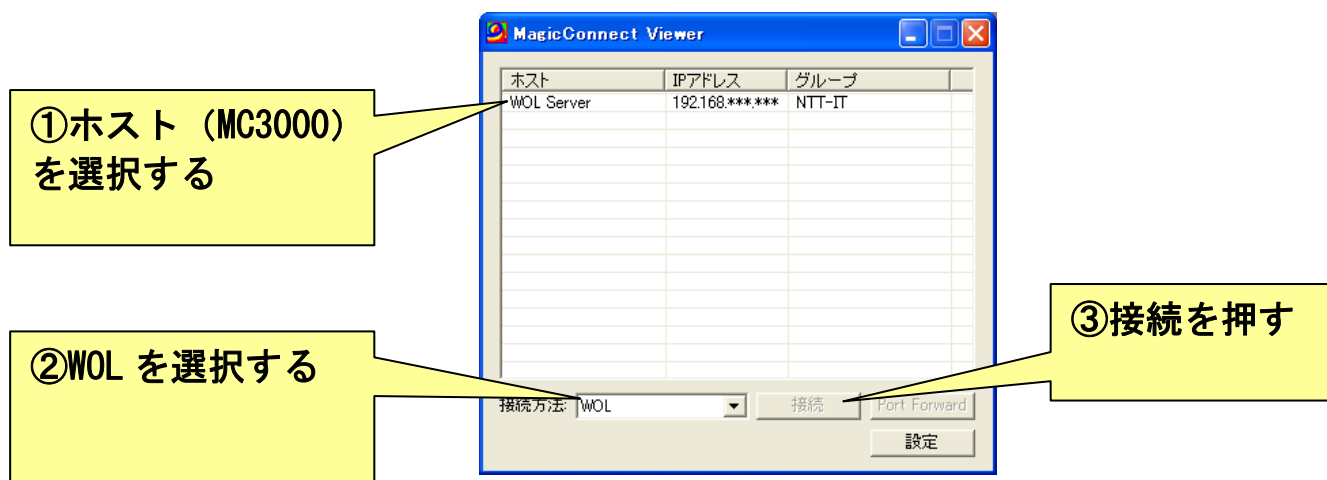 MagicConnect Viewer
ホスト IPアドレス グループ
WOL Server 192.168.***.*** NTT-IT
①ホスト（MC3000）
を選択する
②WOL を選択する
③接続を押す
接続方法: WOL 接続 Port Forward
設定